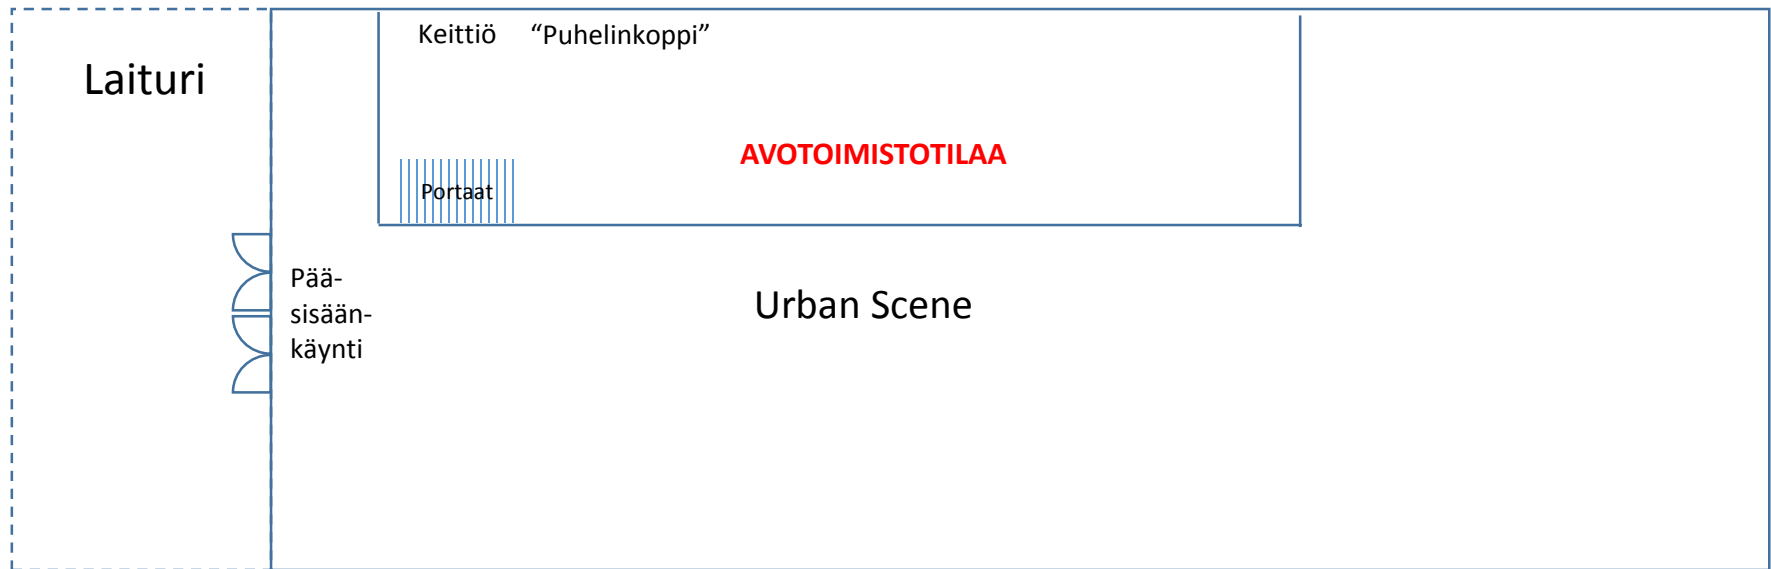 Laituri
Keittiö
“Puhelinkoppi”
AVOTOIMISTOTILAA
Portaat
Pää-
sisään-
käynti
Urban Scene